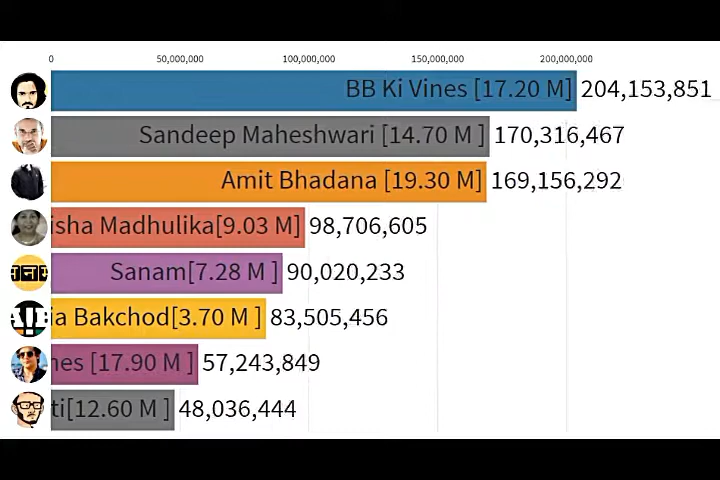 0 50,000,000 100,000,000 150,000,000 200,000,000
BB Ki Vines [17.20 M] 204,153,851
Sandeep Maheshwari [14.70 M ] 170,316,467
Amit Bhadana [19.30 M] 169,156,292
isha Madhulika[9.03 M] 98,706,605
Sanam[7.28 M ] 90,020,233
ia Bakchod[3.70 M ] 83,505,456
nes [17.90 M ] 57,243,849
ti[12.60 M ] 48,036,444